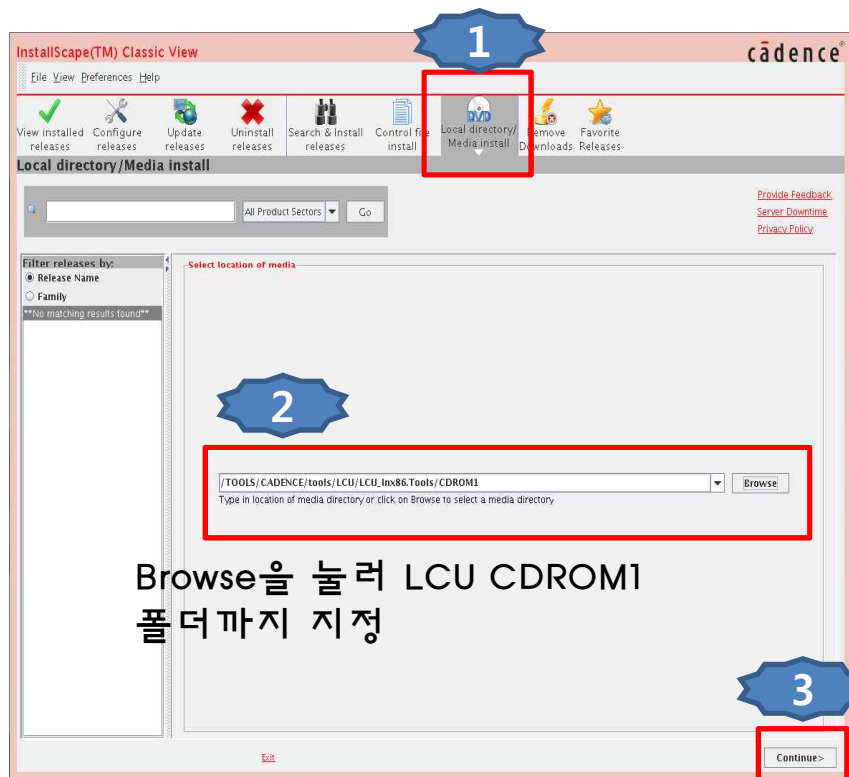 1
InstallScape(TM) Classic View
cādence®
File View Preferences Help
View installed releases
Configure releases
Update releases
Uninstall releases
Search & Install releases
Control file install
Local directory/ Media install
Remove Downloads
Favorite Releases
Local directory/Media install
All Product Sectors
Go
Provide Feedback
Server Downtime
Privacy Policy
Filter releases by:
Release Name
Family
**No matching results found**
Select location of media
2
/TOOLS/CADENCE/tools/LCU/LCU_lnx86.Tools/CDROM1
Browse
Type in location of media directory or click on Browse to select a media directory
Browse을 눌러 LCU CDROM1
폴더까지 지정
3
Exit
Continue>